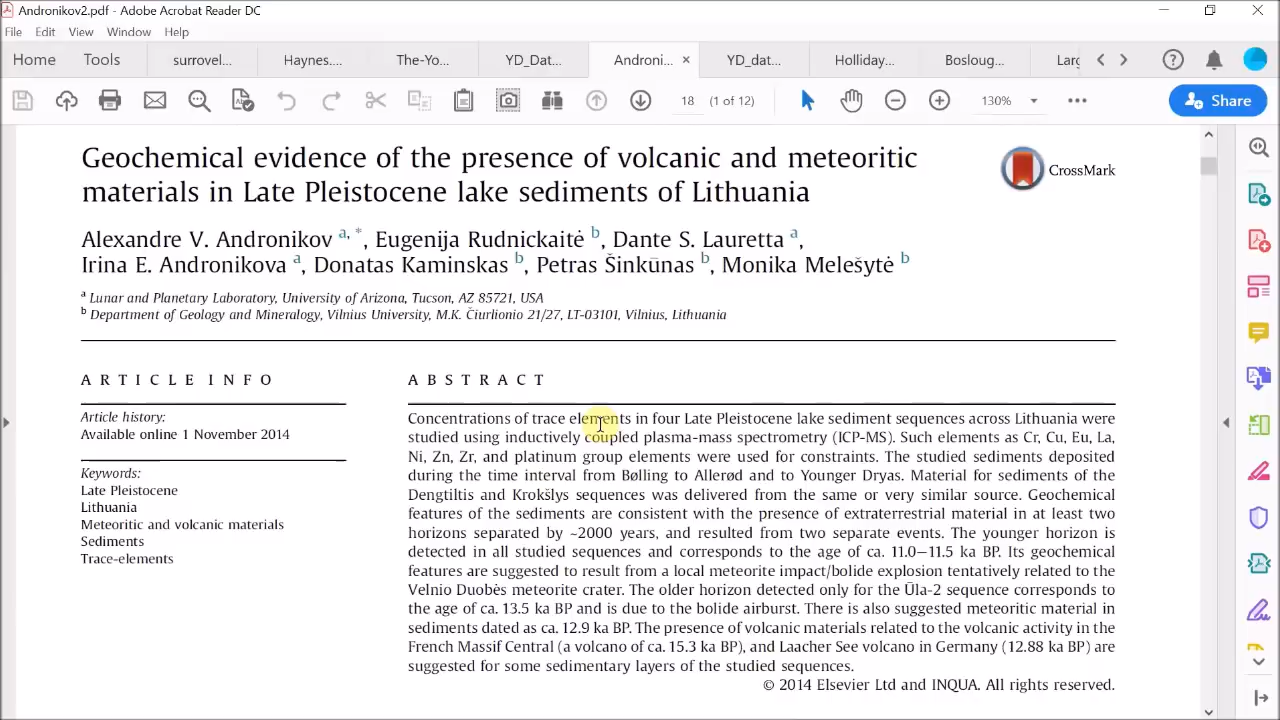 Andronikov2.pdf - Adobe Acrobat Reader DC
File Edit View Window Help
Home Tools surrovel... Haynes.... The-Yo... YD_Dat... Androni... × YD_dat... Holliday... Bosloug...
18 (1 of 12) 130% Share
Geochemical evidence of the presence of volcanic and meteoritic
materials in Late Pleistocene lake sediments of Lithuania
CrossMark
Alexandre V. Andronikov a, *, Eugenija Rudnickaitė b, Dante S. Lauretta a,
Irina E. Andronikova a, Donatas Kaminskas b, Petras Šinkūnas b, Monika Melešytė b
a Lunar and Planetary Laboratory, University of Arizona, Tucson, AZ 85721, USA
b Department of Geology and Mineralogy, Vilnius University, M.K. Čiurlionio 21/27, LT-03101, Vilnius, Lithuania
ARTICLE INFO
Article history:
Available online 1 November 2014
Keywords:
Late Pleistocene
Lithuania
Meteoritic and volcanic materials
Sediments
Trace-elements
ABSTRACT
Concentrations of trace elements in four Late Pleistocene lake sediment sequences across Lithuania were
studied using inductively coupled plasma-mass spectrometry (ICP-MS). Such elements as Cr, Cu, Eu, La,
Ni, Zn, Zr, and platinum group elements were used for constraints. The studied sediments deposited
during the time interval from Bølling to Allerød and to Younger Dryas. Material for sediments of the
Dengtiltis and Krokšlys sequences was delivered from the same or very similar source. Geochemical
features of the sediments are consistent with the presence of extraterrestrial material in at least two
horizons separated by ~2000 years, and resulted from two separate events. The younger horizon is
detected in all studied sequences and corresponds to the age of ca. 11.0–11.5 ka BP. Its geochemical
features are suggested to result from a local meteorite impact/bolide explosion tentatively related to the
Velnio Duobės meteorite crater. The older horizon detected only for the Ūla-2 sequence corresponds to
the age of ca. 13.5 ka BP and is due to the bolide airburst. There is also suggested meteoritic material in
sediments dated as ca. 12.9 ka BP. The presence of volcanic materials related to the volcanic activity in the
French Massif Central (a volcano of ca. 15.3 ka BP), and Laacher See volcano in Germany (12.88 ka BP) are
suggested for some sedimentary layers of the studied sequences.
© 2014 Elsevier Ltd and INQUA. All rights reserved.